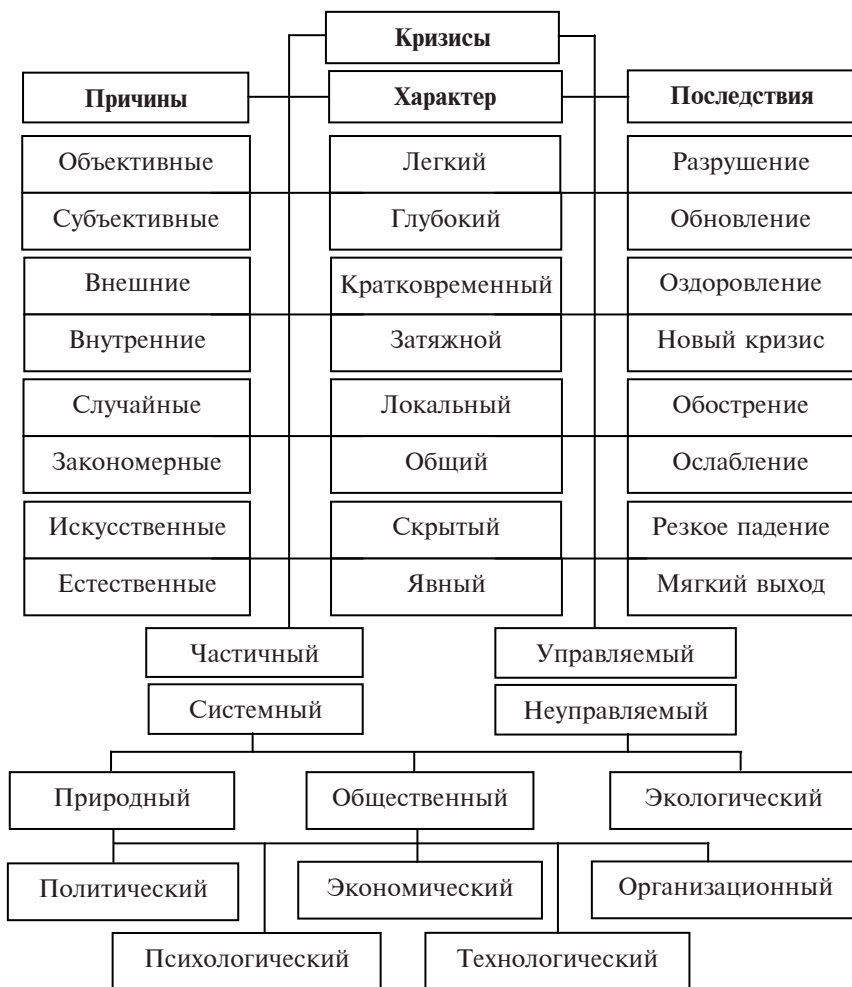 Кризисы
Причины
Характер
Последствия
Объективные
Легкий
Разрушение
Субъективные
Глубокий
Обновление
Внешние
Кратковременный
Оздоровление
Внутренние
Затяжной
Новый кризис
Случайные
Локальный
Обострение
Закономерные
Общий
Ослабление
Искусственные
Скрытый
Резкое падение
Естественные
Явный
Мягкий выход
Частичный
Управляемый
Системный
Неуправляемый
Природный
Общественный
Экологический
Политический
Экономический
Организационный
Психологический
Технологический